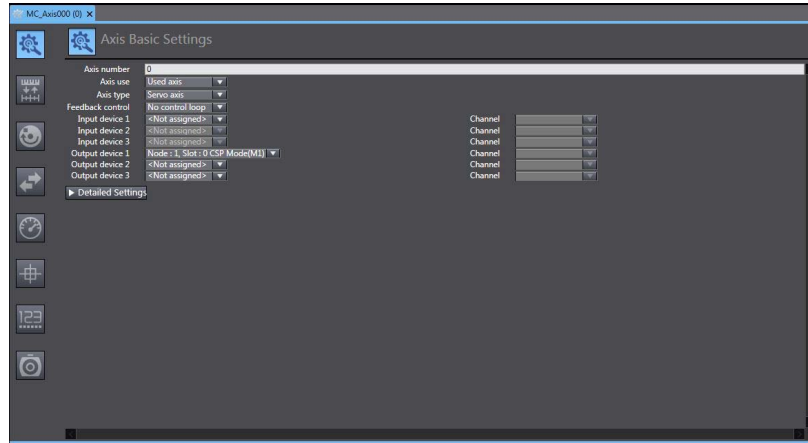 MC_Axis000 (0) ×
Axis Basic Settings
Axis number 0
Axis use Used axis
Axis type Servo axis
Feedback control No control loop
Input device 1 <Not assigned> Channel
Input device 2 <Not assigned> Channel
Input device 3 <Not assigned> Channel
Output device 1 Node : 1, Slot : 0 CSP Mode(M1) Channel
Output device 2 <Not assigned> Channel
Output device 3 <Not assigned> Channel
▶ Detailed Settings
123